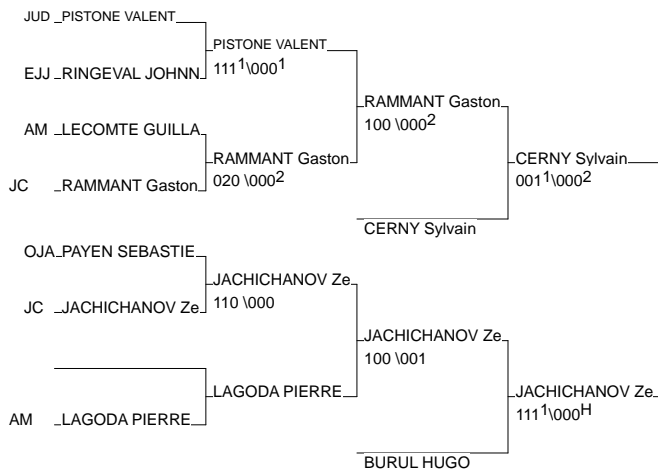 JUD PISTONE VALENT
PISTONE VALENT
111¹\000¹
EJJ RINGEVAL JOHNN
RAMMANT Gaston
100 \000²
AM LECOMTE GUILLA
RAMMANT Gaston
020 \000²
CERNY Sylvain
001¹\000²
JC RAMMANT Gaston
CERNY Sylvain
OJA PAYEN SEBASTIE
JACHICHANOV Ze
110 \000
JC JACHICHANOV Ze
JACHICHANOV Ze
100 \001
LAGODA PIERRE
JACHICHANOV Ze
111¹\000ᴴ
AM LAGODA PIERRE
BURUL HUGO